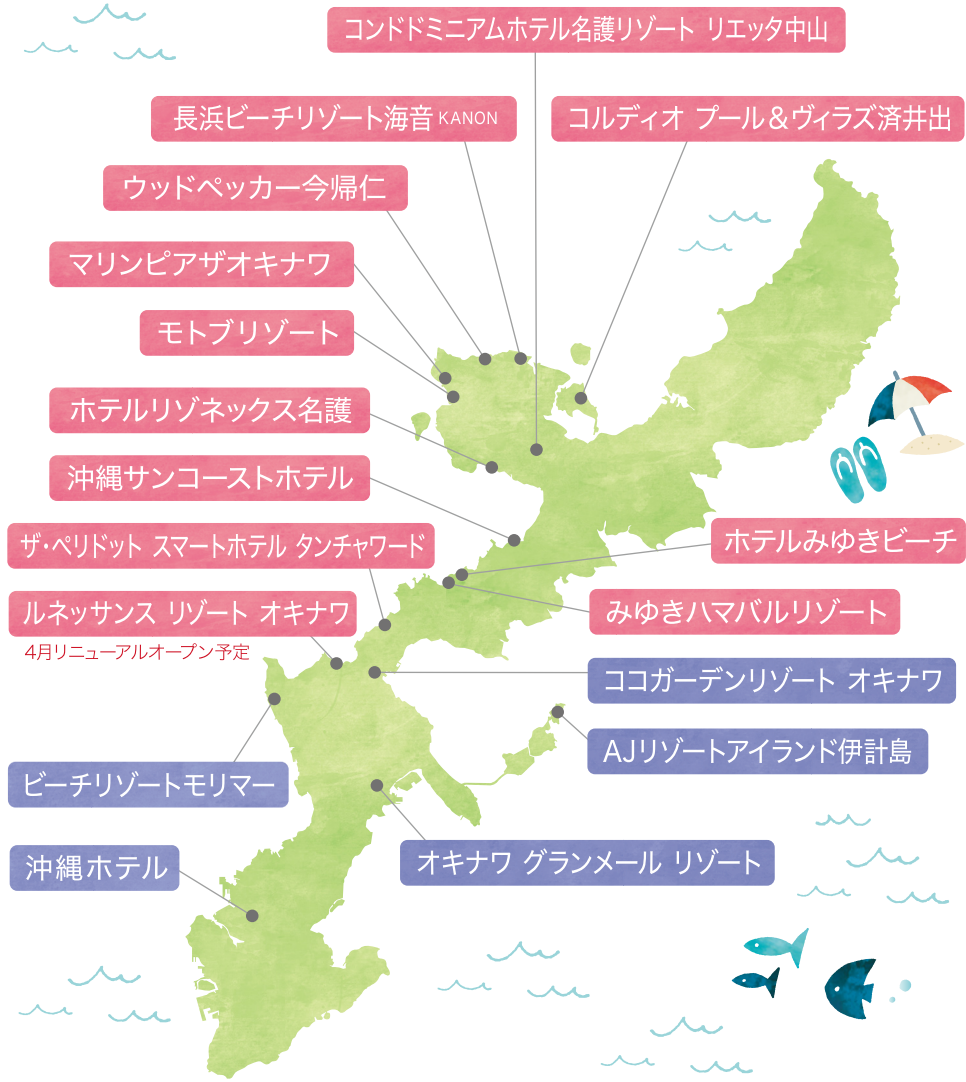 コンドドミニアムホテル名護リゾート リエッタ中山
長浜ビーチリゾート海音 KANON
コルディオ プール＆ヴィラズ済井出
ウッドペッカー今帰仁
マリンピアザオキナワ
モトブリゾート
ホテルリゾネックス名護
沖縄サンコーストホテル
ザ・ペリドット スマートホテル タンチャワード
ホテルみゆきビーチ
ルネッサンス リゾート オキナワ
みゆきハマバルリゾート
4月リニューアルオープン予定
ココガーデンリゾート オキナワ
AJリゾートアイランド伊計島
ビーチリゾートモリマー
オキナワ グランメール リゾート
沖縄ホテル